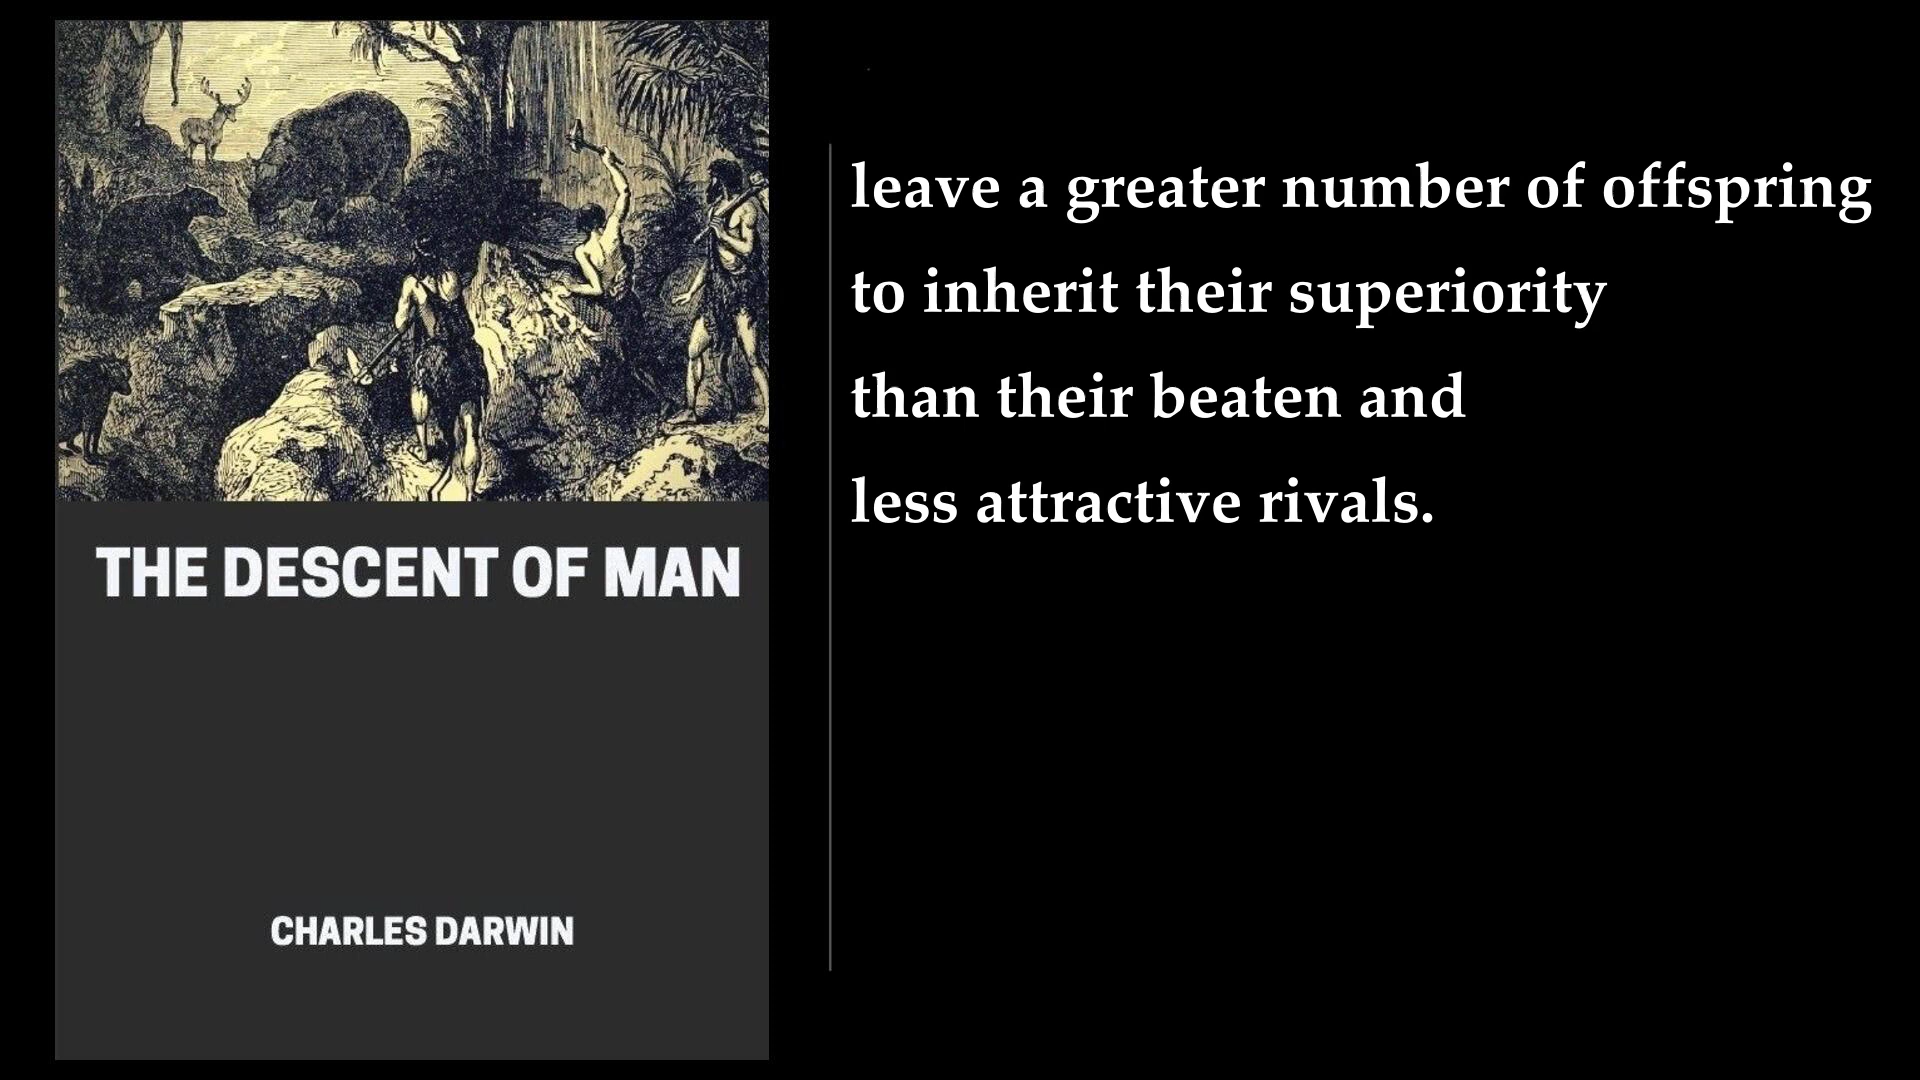 THE DESCENT OF MAN
CHARLES DARWIN
leave a greater number of offspring
to inherit their superiority
than their beaten and
less attractive rivals.